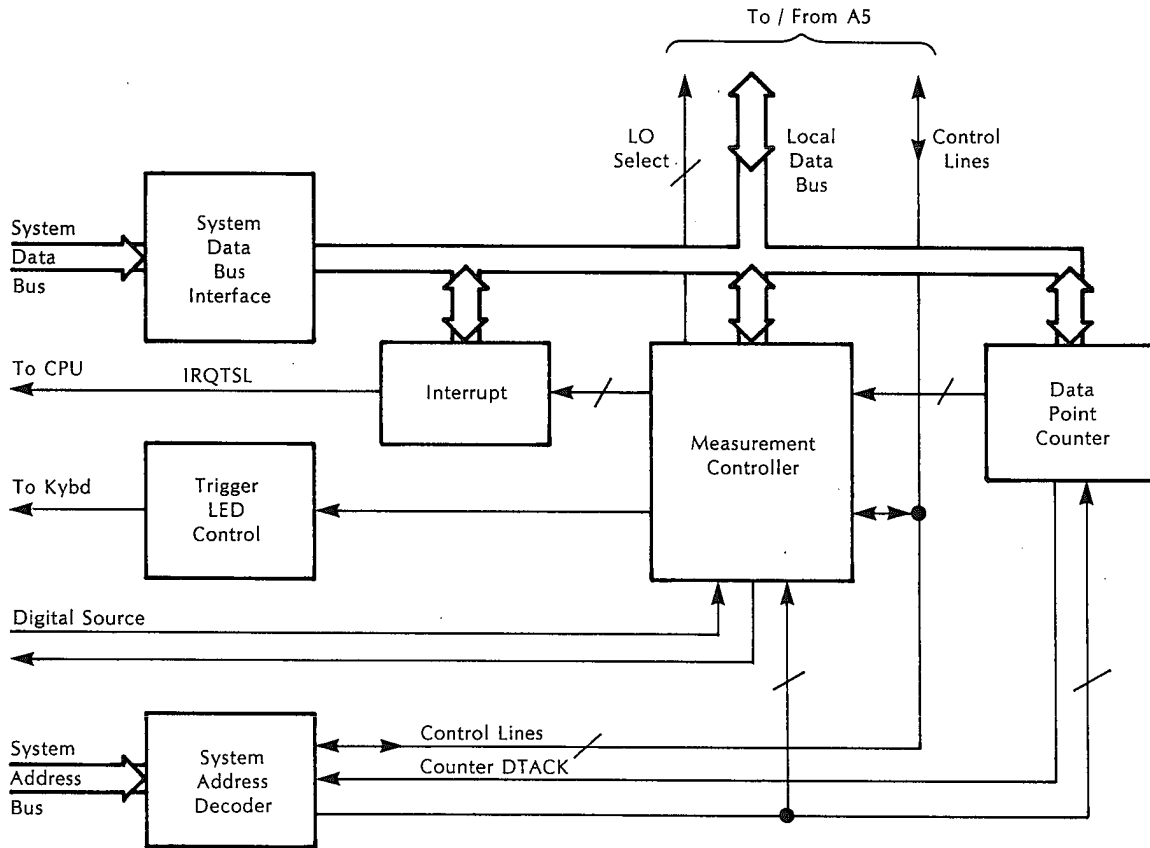 To / From A5
LO
Select
Local
Data
Bus
Control
Lines
System
Data
Bus
System
Data
Bus
Interface
To CPU
IRQTSL
Interrupt
Measurement
Controller
Data
Point
Counter
To Kybd
Trigger
LED
Control
Digital Source
System
Address
Bus
System
Address
Decoder
Control Lines
Counter DTACK